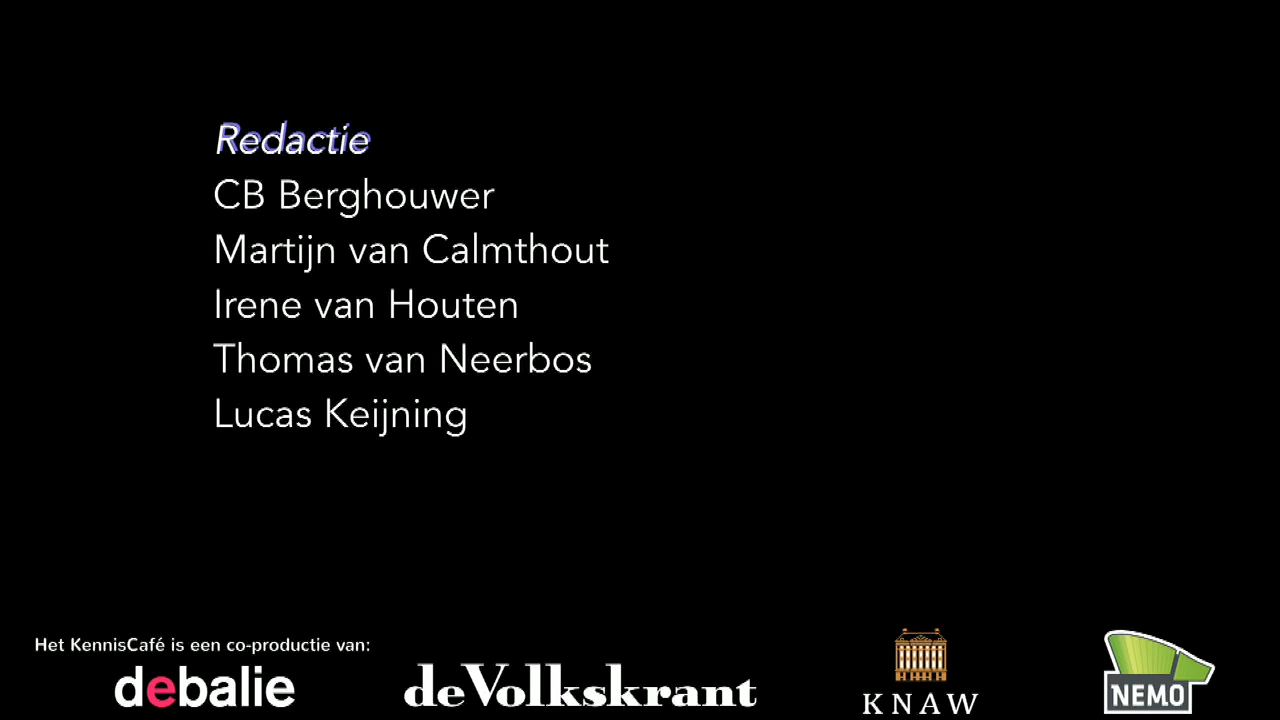 Redactie
CB Berghouwer
Martijn van Calmthout
Irene van Houten
Thomas van Neerbos
Lucas Keijning
Het KennisCafé is een co-productie van:
debalie
deVolkskrant
KNAW
NEMO